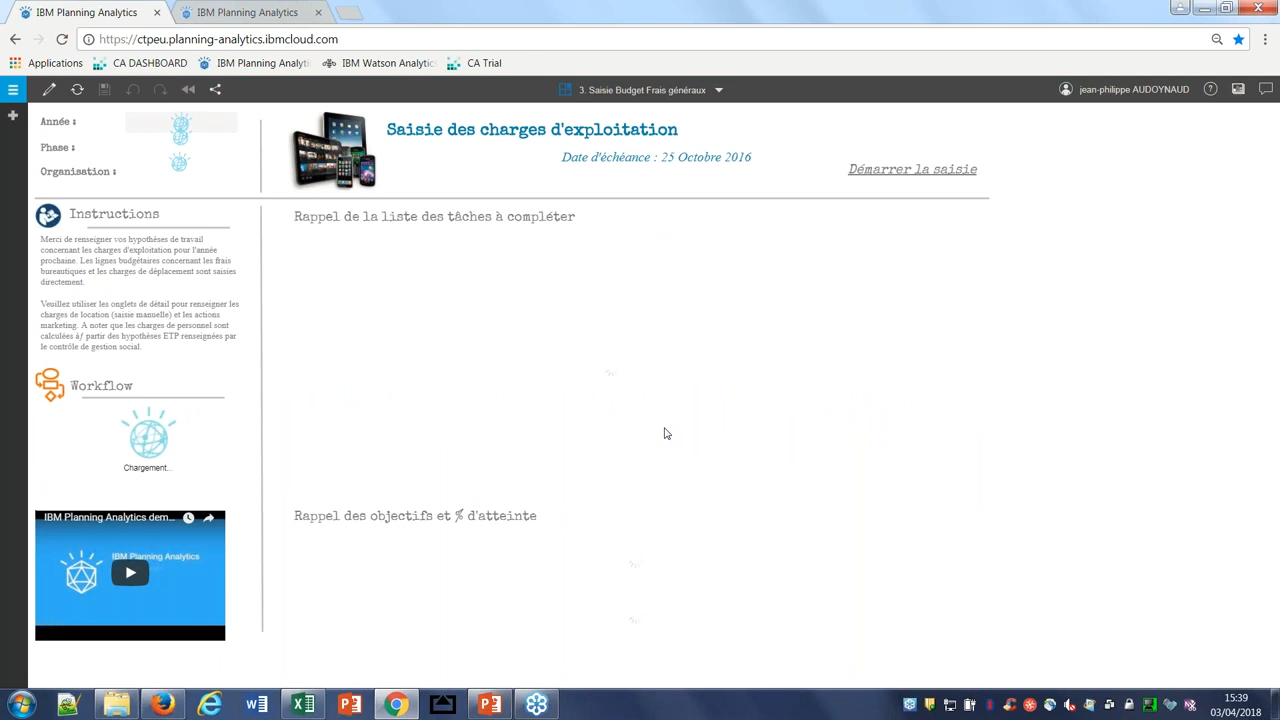 IBM Planning Analytics
IBM Planning Analytics
https://ctpeu.planning-analytics.ibmcloud.com
Applications
CA DASHBOARD
IBM Planning Analyti
IBM Watson Analytics
CA Trial
3. Saisie Budget Frais généraux
jean-philippe AUDOYNAUD
Année :
Phase :
Organisation :
Saisie des charges d'exploitation
Date d'échéance : 25 Octobre 2016
Démarrer la saisie
Instructions
Merci de renseigner vos hypothèses de travail
concernant les charges d'exploitation pour l'année
prochaine. Les lignes budgétaires concernant les frais
bureautiques et les charges de déplacement sont saisies
directement.
Veuillez utiliser les onglets de détail pour renseigner les
charges de location (saisie manuelle) et les actions
marketing. A noter que les charges de personnel sont
calculées àƒ partir des hypothèses ETP renseignées par
le contrôle de gestion social.
Workflow
Chargement...
IBM Planning Analytics dem...
IBM Planning Analytics
Rappel de la liste des tâches à compléter
Rappel des objectifs et % d'atteinte
15:39
03/04/2018